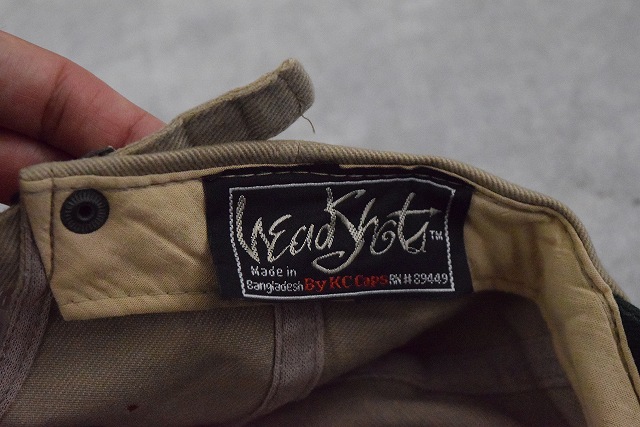 HeadShots™
Made in
Bangladesh By KC Caps RN# 89449